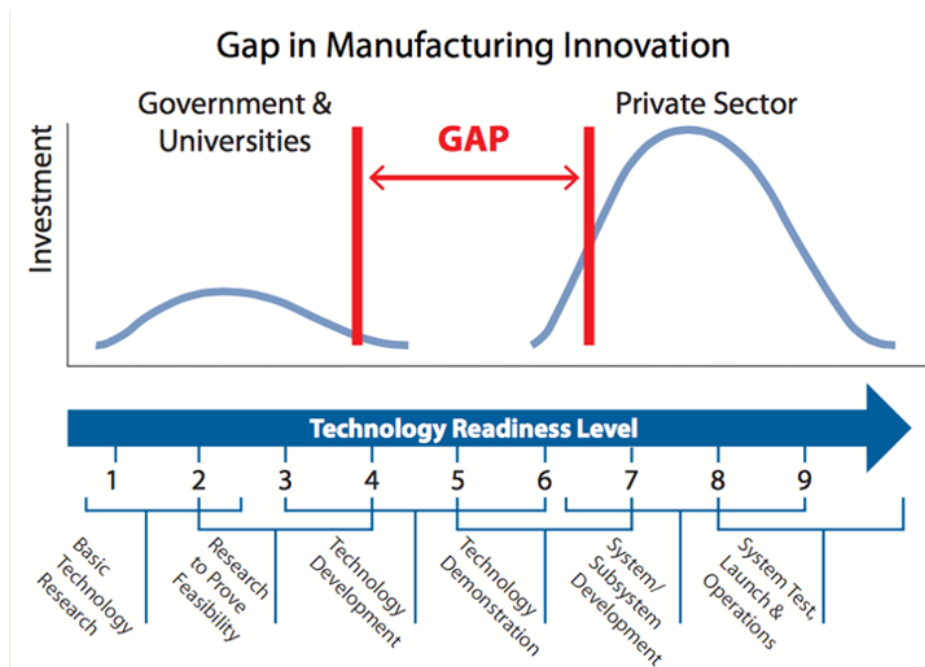 Gap in Manufacturing Innovation
Government &
Universities
Private Sector
GAP
Investment
Technology Readiness Level
1 2 3 4 5 6 7 8 9
Basic
Technology
Research
Research
to Prove
Feasibility
Technology
Development
Technology
Demonstration
System/
Subsystem
Development
System Test,
Launch &
Operations